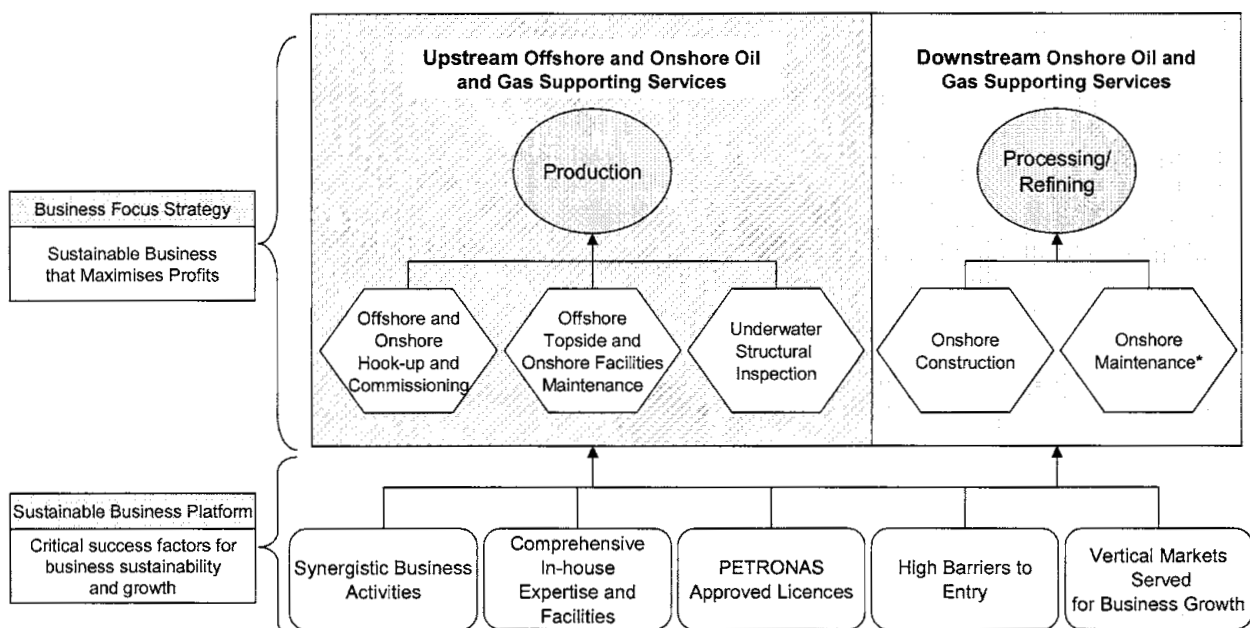 Upstream Offshore and Onshore Oil
and Gas Supporting Services
Downstream Onshore Oil and
Gas Supporting Services
Production
Processing/
Refining
Business Focus Strategy
Sustainable Business
that Maximises Profits
Offshore and
Onshore
Hook-up and
Commissioning
Offshore
Topside and
Onshore Facilities
Maintenance
Underwater
Structural
Inspection
Onshore
Construction
Onshore
Maintenance*
Sustainable Business Platform
Critical success factors for
business sustainability
and growth
Synergistic Business
Activities
Comprehensive
In-house
Expertise and
Facilities
PETRONAS
Approved Licences
High Barriers to
Entry
Vertical Markets
Served
for Business Growth